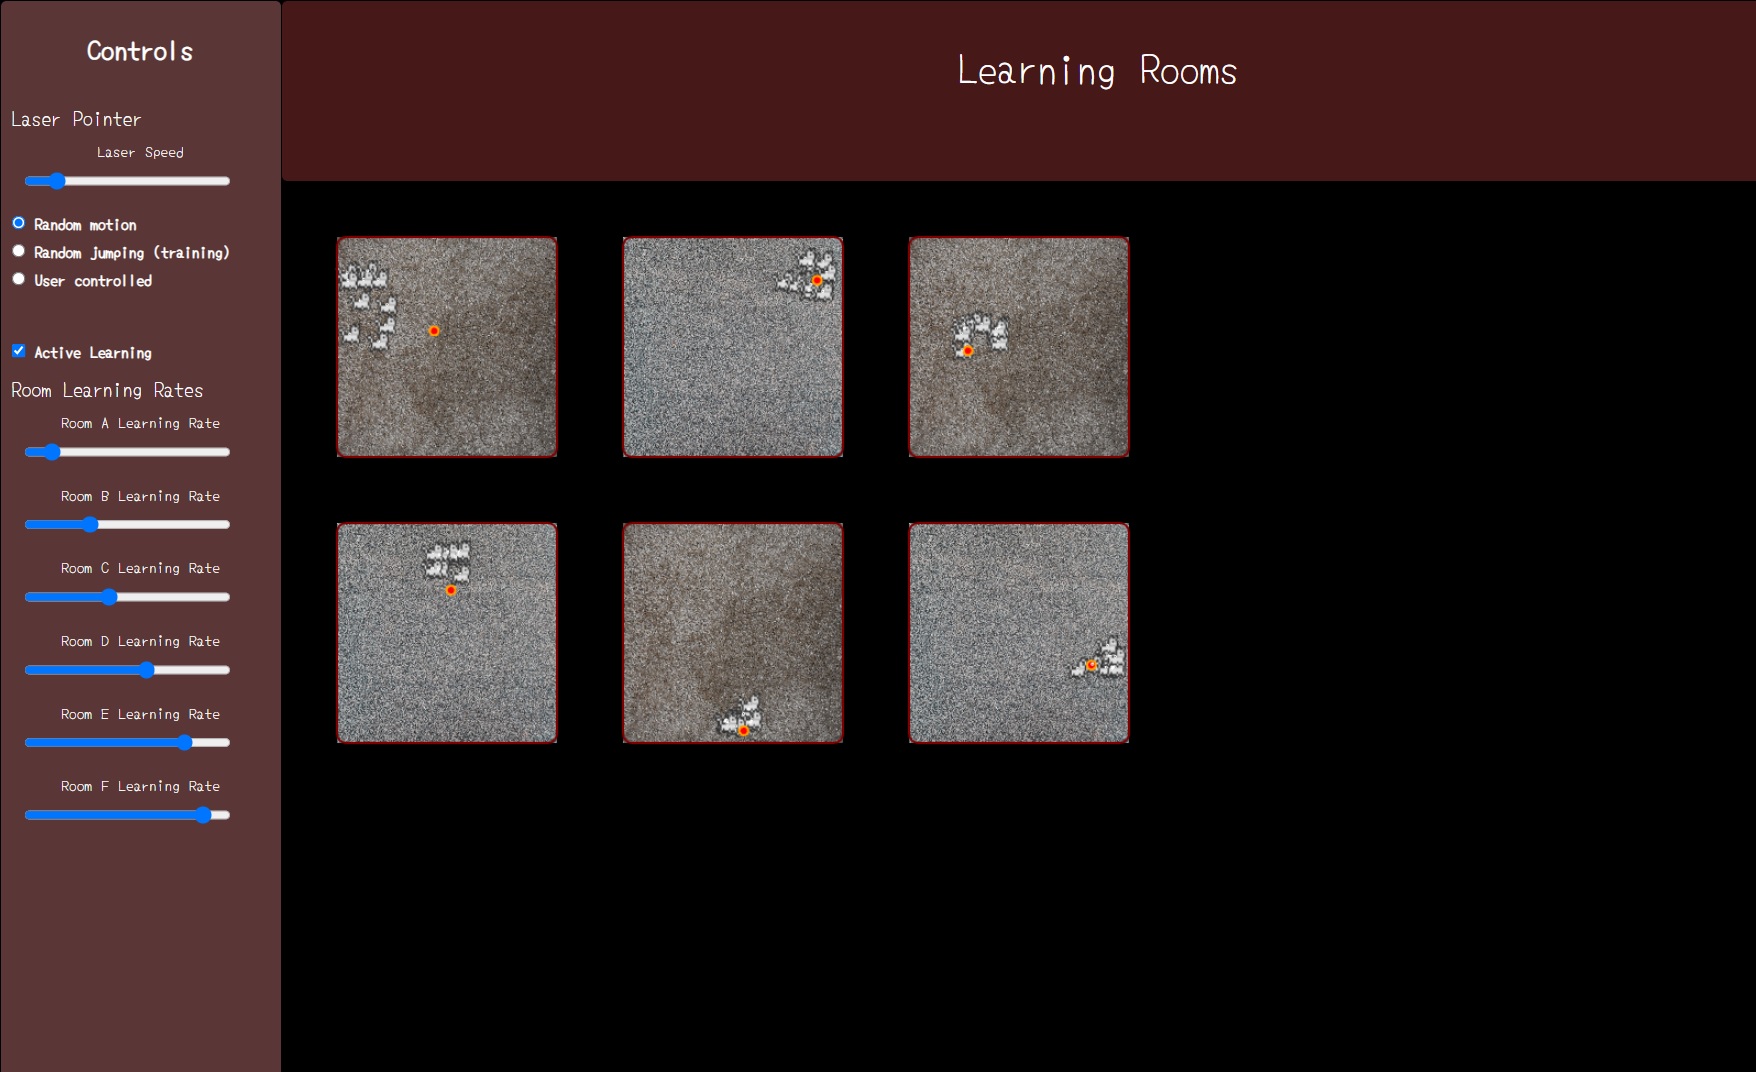 Controls
Learning Rooms
Laser Pointer
Laser Speed
Random motion
Random jumping (training)
User controlled
Active Learning
Room Learning Rates
Room A Learning Rate
Room B Learning Rate
Room C Learning Rate
Room D Learning Rate
Room E Learning Rate
Room F Learning Rate